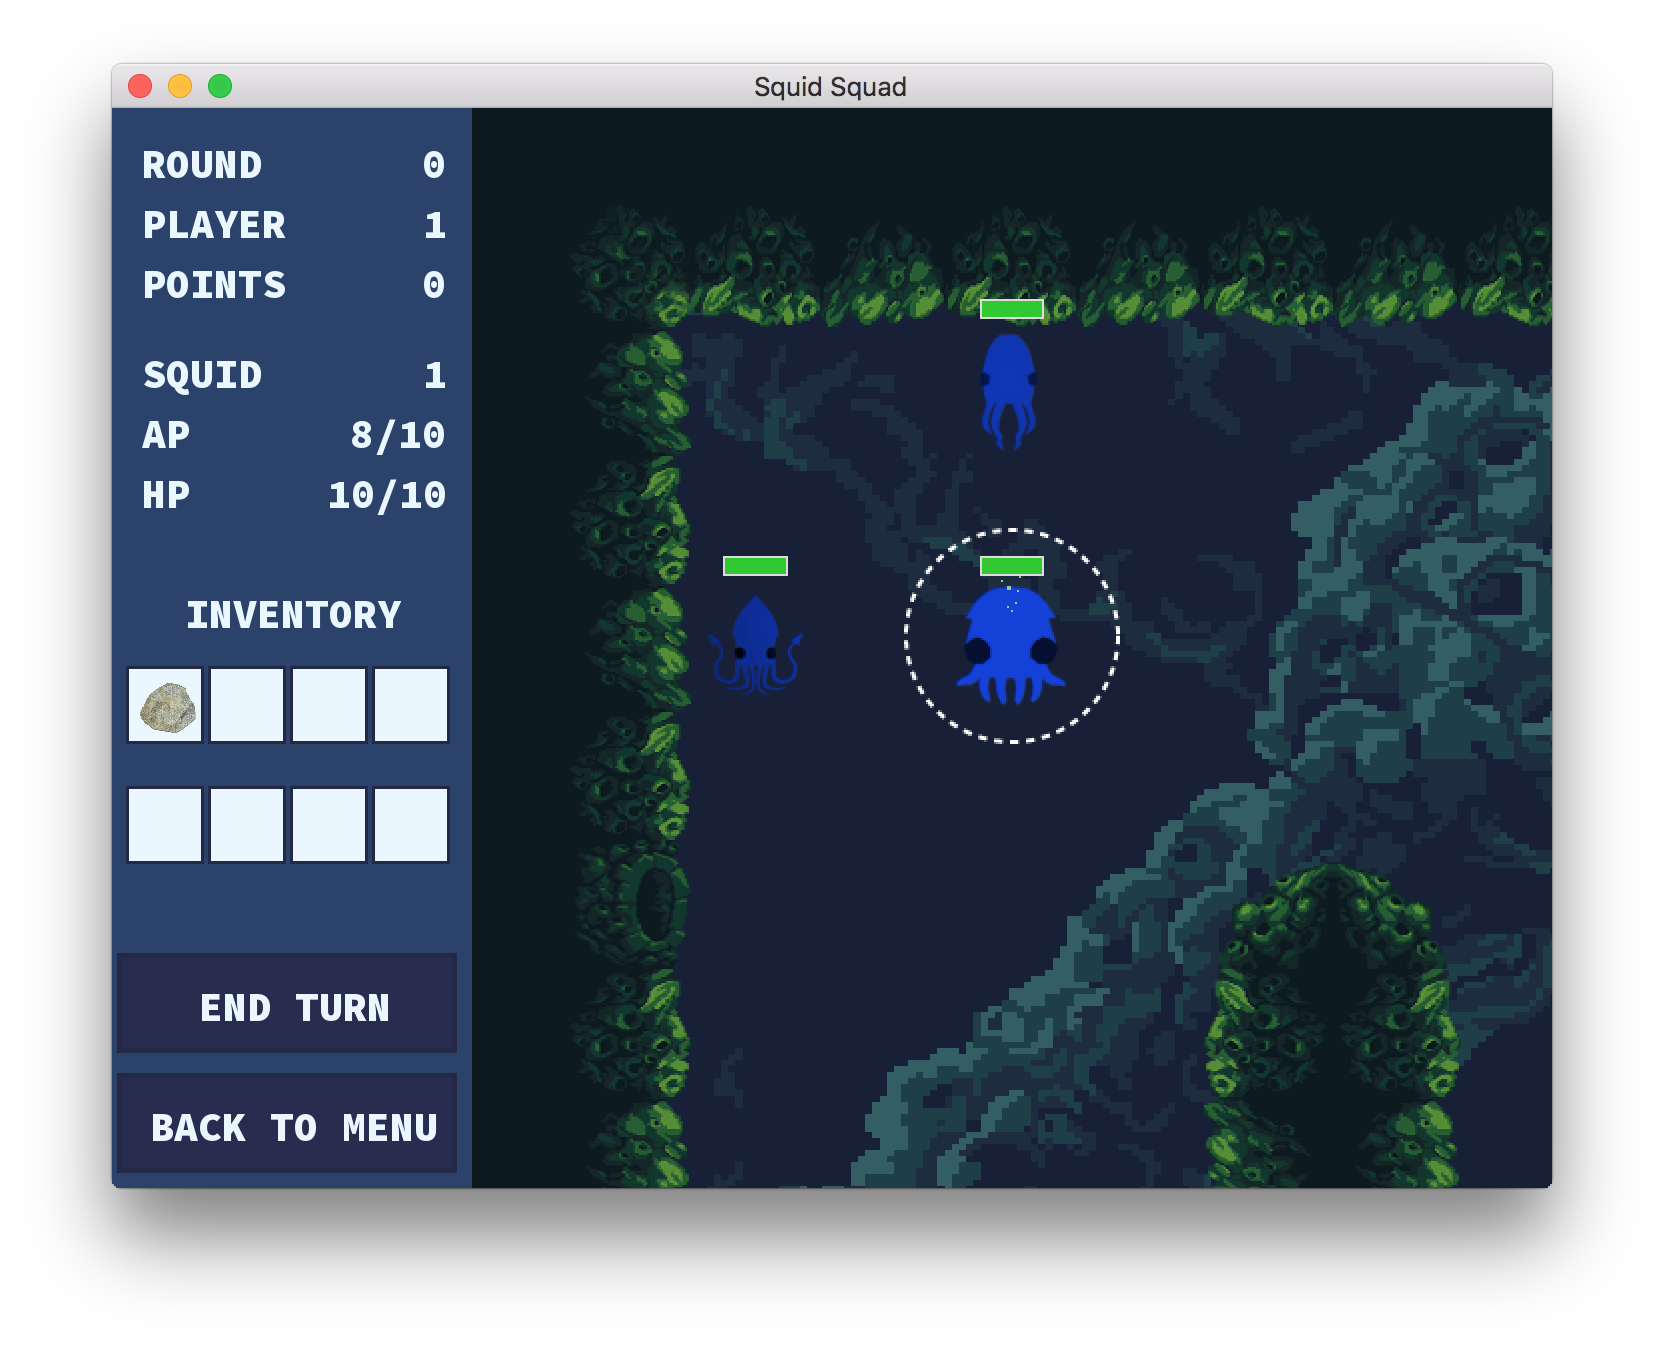 Squid Squad
ROUND 0
PLAYER 1
POINTS 0
SQUID 1
AP 8/10
HP 10/10
INVENTORY
END TURN
BACK TO MENU